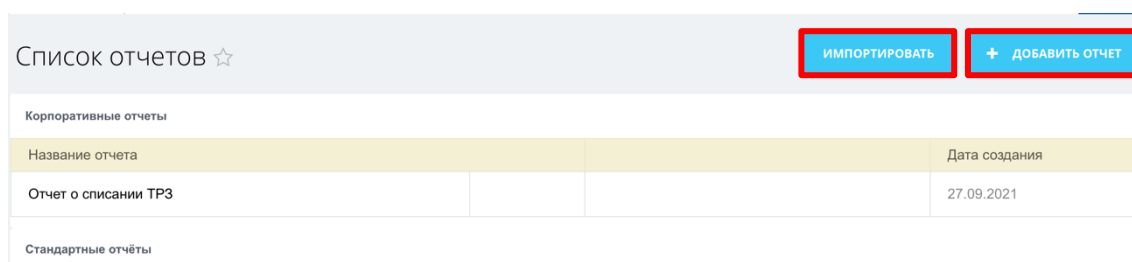 Список отчетов
ИМПОРТИРОВАТЬ
+ ДОБАВИТЬ ОТЧЕТ
Корпоративные отчеты
Название отчета
Дата создания
Отчет о списании ТРЗ
27.09.2021
Стандартные отчёты